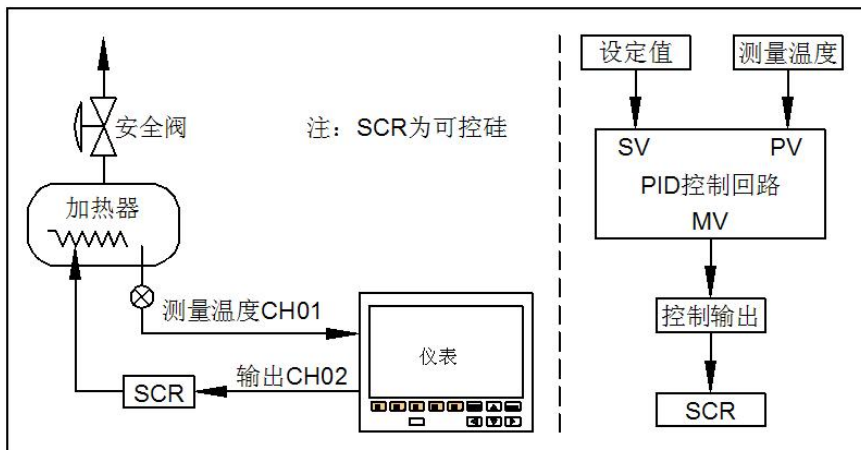 安全阀
注：SCR为可控硅
加热器
测量温度CH01
仪表
输出CH02
SCR
设定值
测量温度
SV
PV
PID控制回路
MV
控制输出
SCR